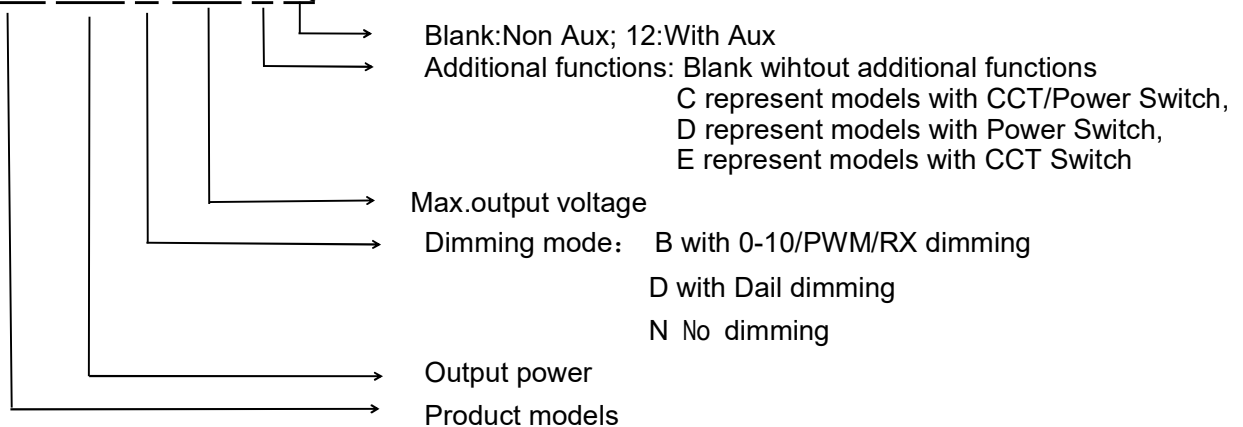 Blank:Non Aux; 12:With Aux
Additional functions: Blank wihtout additional functions
C represent models with CCT/Power Switch,
D represent models with Power Switch,
E represent models with CCT Switch
Max.output voltage
Dimming mode： B with 0-10/PWM/RX dimming
D with Dail dimming
N No dimming
Output power
Product models